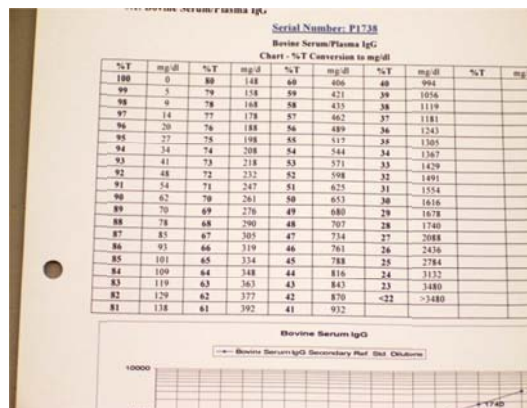 Bovine Serum/Plasma IgG
Serial Number: P1738
Bovine Serum/Plasma IgG
Chart - %T Conversion to mg/dl
%T mg/dl %T mg/d %T mg/dl %T mg/dl %T mg
100 0 80 148 60 406 40 994
99 5 79 158 59 421 39 1056
98 9 78 168 58 435 38 1119
97 14 77 178 57 462 37 1181
96 20 76 188 56 489 36 1243
95 27 75 198 55 517 35 1305
94 34 74 208 54 544 34 1367
93 41 73 218 53 571 33 1429
92 48 72 232 52 598 32 1491
91 54 71 247 51 625 31 1554
90 62 70 261 50 653 30 1616
89 70 69 276 49 680 29 1678
88 78 68 290 48 707 28 1740
87 85 67 305 47 734 27 2088
86 93 66 319 46 761 26 2436
85 101 65 334 45 788 25 2784
84 109 64 348 44 816 24 3132
83 119 63 363 43 843 23 3480
82 129 62 377 42 870 <22 >3480
81 138 61 392 41 932
Bovine Serum IgG
Bovine Serum IgG Secondary Ref. Std. Dilutions
10000
1740